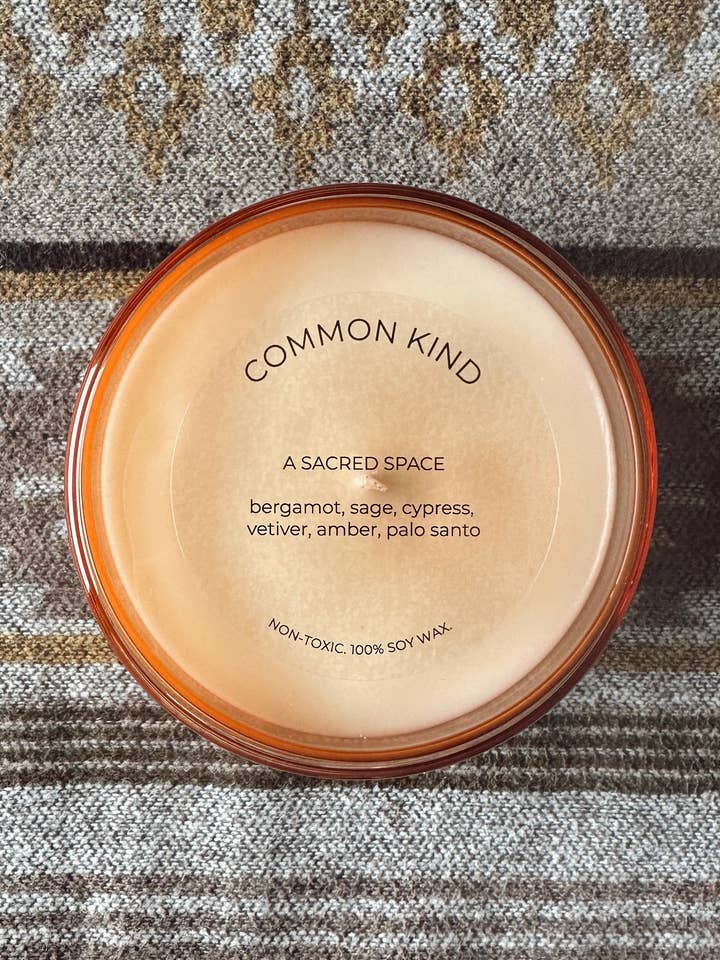 COMMON KIND
A SACRED SPACE
bergamot, sage, cypress,
vetiver, amber, palo santo
NON-TOXIC. 100% SOY WAX.